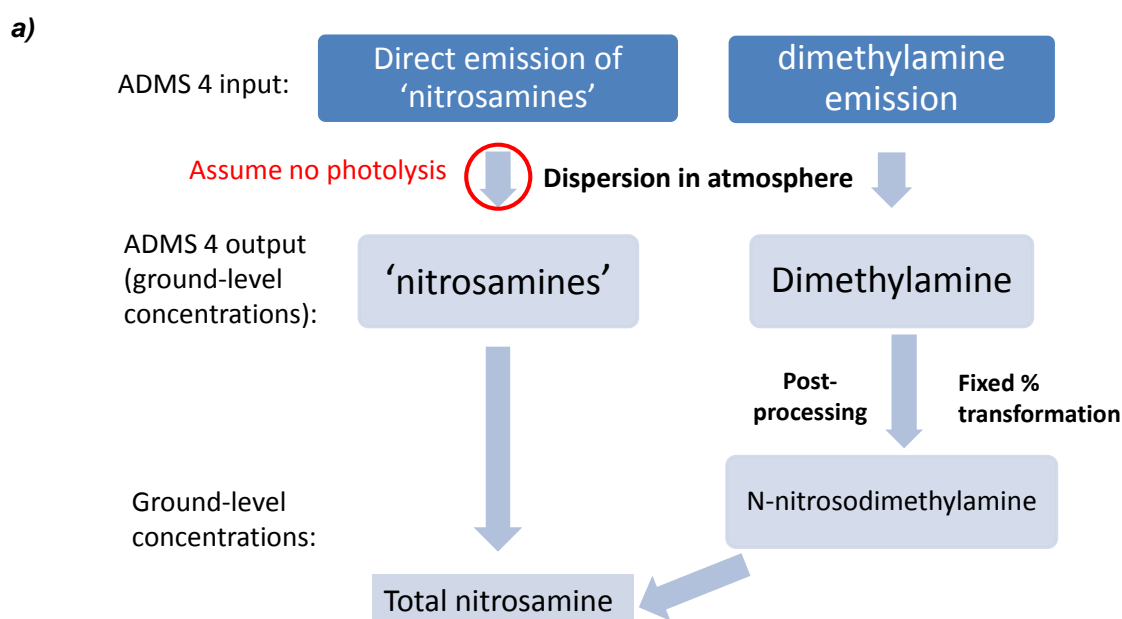 a)
ADMS 4 input:
Direct emission of
‘nitrosamines’
dimethylamine
emission
Assume no photolysis
Dispersion in atmosphere
ADMS 4 output
(ground-level
concentrations):
‘nitrosamines’
Dimethylamine
Post-
processing
Fixed %
transformation
Ground-level
concentrations:
N-nitrosodimethylamine
Total nitrosamine